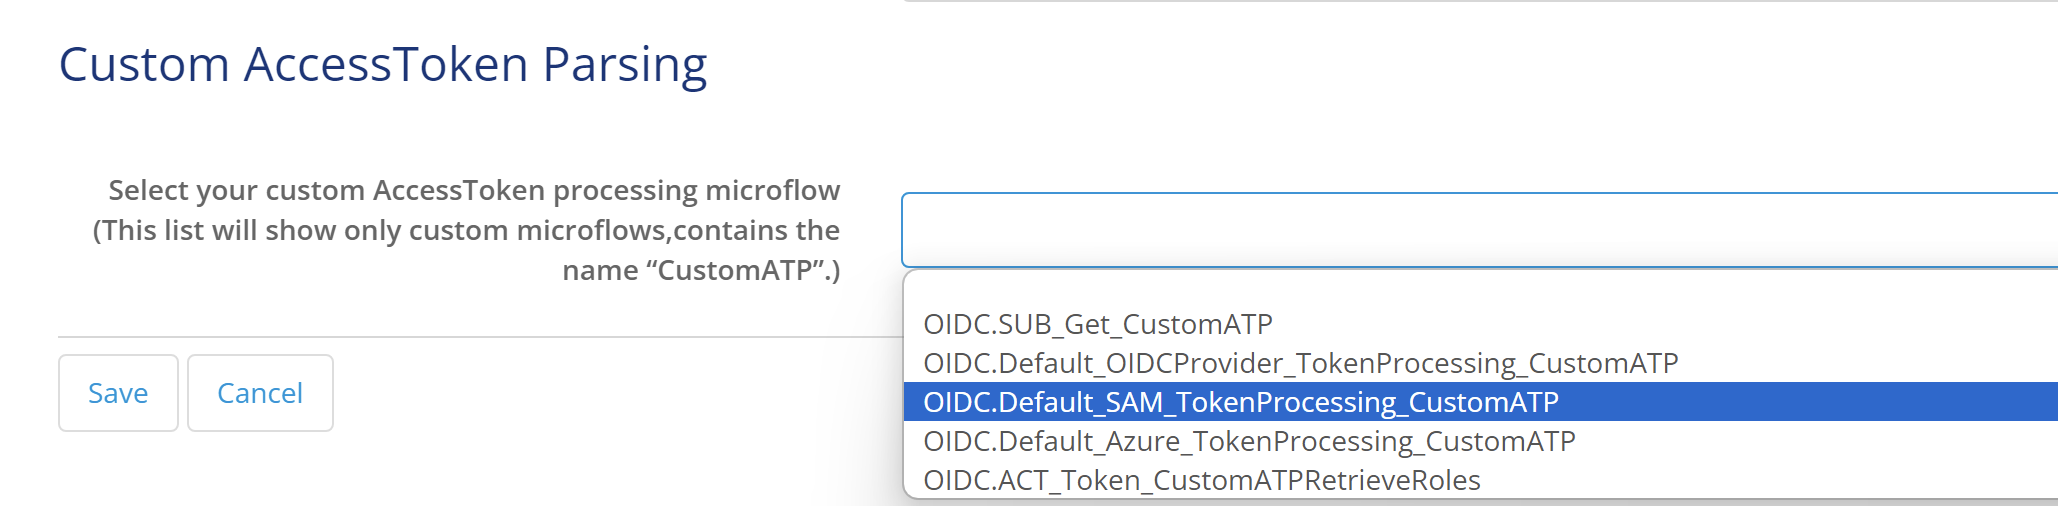 Custom AccessToken Parsing
Select your custom AccessToken processing microflow
(This list will show only custom microflows,contains the
name “CustomATP”.)
OIDC.SUB_Get_CustomATP
OIDC.Default_OIDCProvider_TokenProcessing_CustomATP
OIDC.Default_SAM_TokenProcessing_CustomATP
OIDC.Default_Azure_TokenProcessing_CustomATP
OIDC.ACT_Token_CustomATPRetrieveRoles
Save Cancel